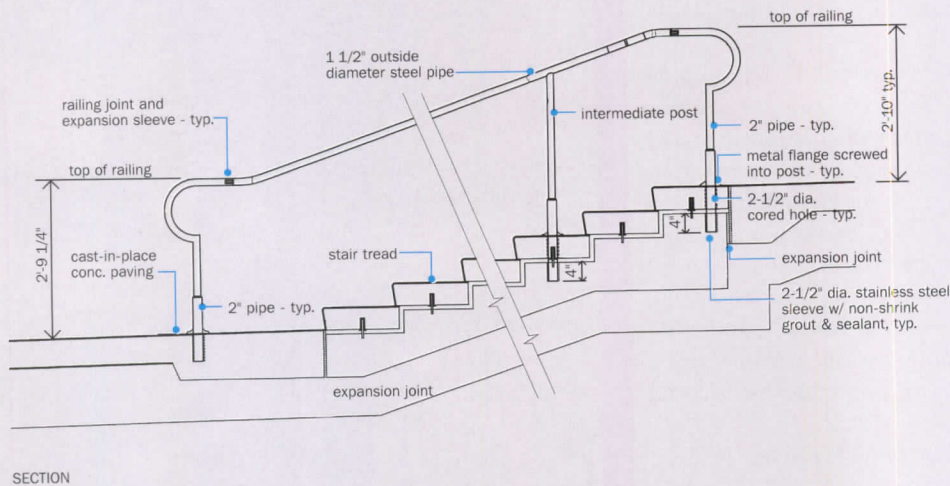 top of railing
1 1/2" outside
diameter steel pipe
railing joint and
expansion sleeve - typ.
intermediate post
2'-10" typ.
2" pipe - typ.
metal flange screwed
into post - typ.
top of railing
2-1/2" dia.
cored hole - typ.
4"
2'-9 1/4"
cast-in-place
conc. paving
stair tread
4"
expansion joint
2" pipe - typ.
2-1/2" dia. stainless steel
sleeve w/ non-shrink
grout & sealant, typ.
expansion joint
SECTION